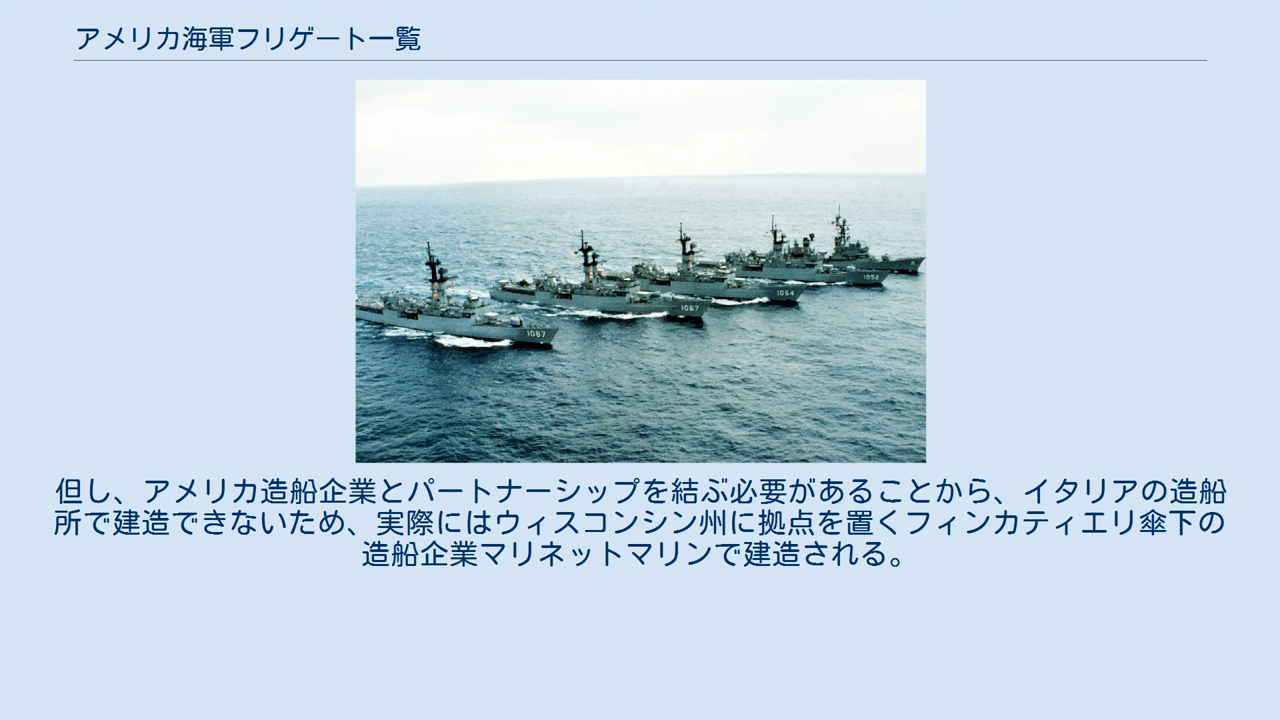 アメリカ海軍フリゲート一覧
1052
1064
1067
1087
但し、アメリカ造船企業とパートナーシップを結ぶ必要があることから、イタリアの造船
所で建造できないため、実際にはウィスコンシン州に拠点を置くフィンカティエリ傘下の
造船企業マリネットマリンで建造される。